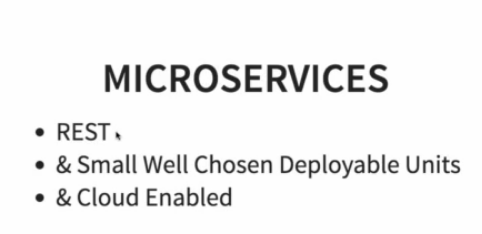 MICROSERVICES
• REST
• & Small Well Chosen Deployable Units
• & Cloud Enabled